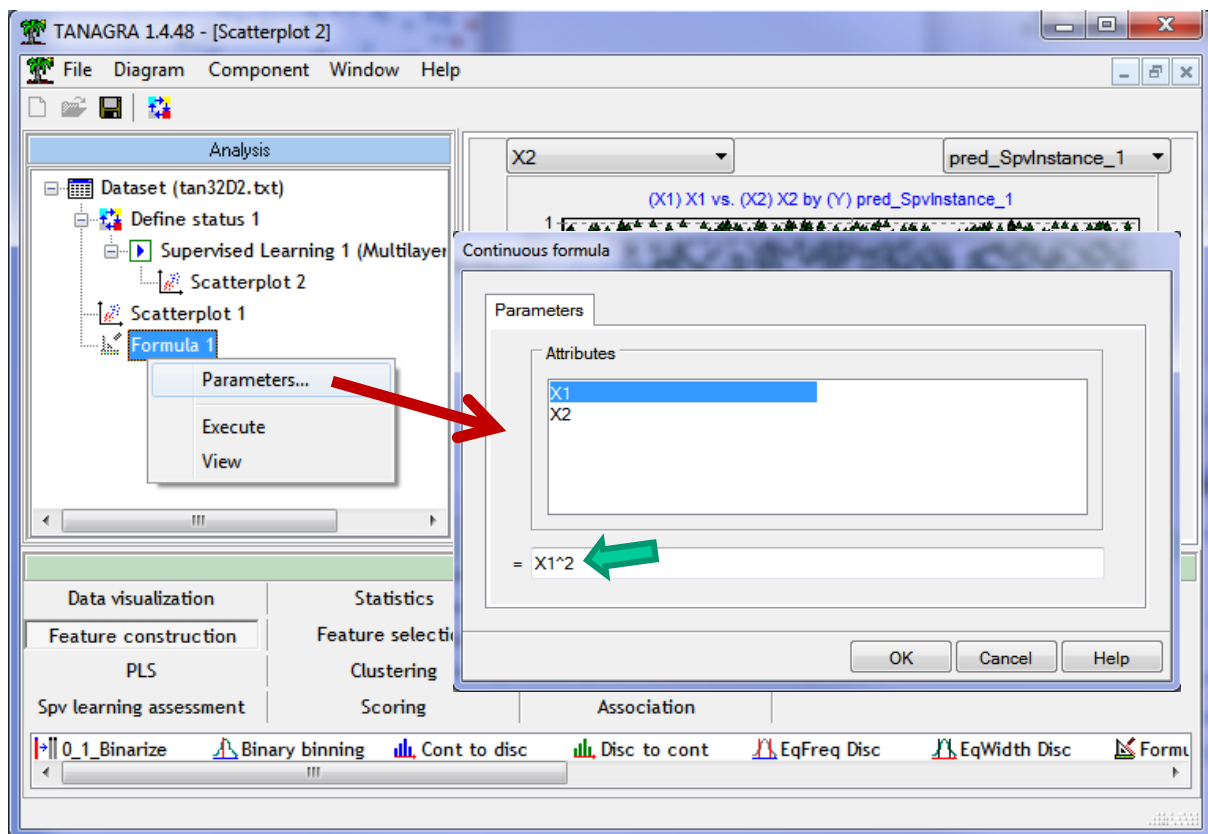 TANAGRA 1.4.48 - [Scatterplot 2]
File Diagram Component Window Help
Analysis
Dataset (tan32D2.txt)
Define status 1
Supervised Learning 1 (Multilayer
Scatterplot 2
Scatterplot 1
Formula 1
Parameters...
Execute
View
X2
pred_SpvInstance_1
(X1) X1 vs. (X2) X2 by (Y) pred_SpvInstance_1
1
Continuous formula
Parameters
Attributes
X1
X2
= X1^2
OK Cancel Help
Data visualization Statistics
Feature construction Feature selecti
PLS Clustering
Spv learning assessment Scoring Association
0_1_Binarize Binary binning Cont to disc Disc to cont EqFreq Disc EqWidth Disc Formu